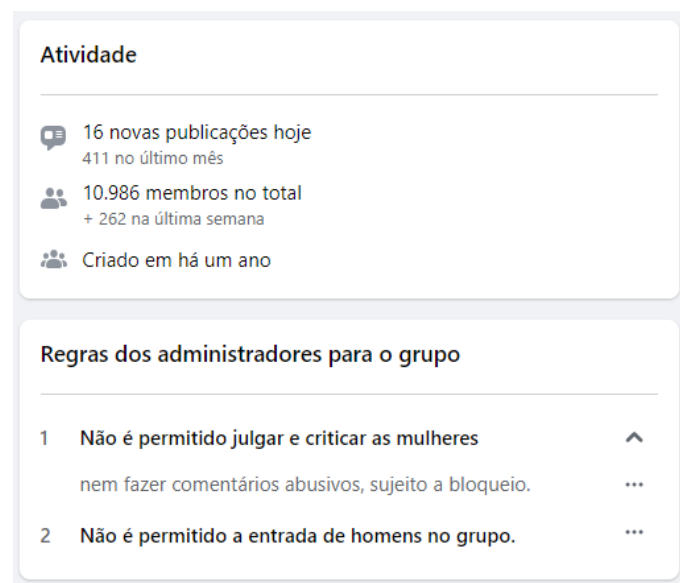 Atividade
16 novas publicações hoje
411 no último mês
10.986 membros no total
+ 262 na última semana
Criado em há um ano
Regras dos administradores para o grupo
1 Não é permitido julgar e criticar as mulheres
nem fazer comentários abusivos, sujeito a bloqueio.
2 Não é permitido a entrada de homens no grupo.